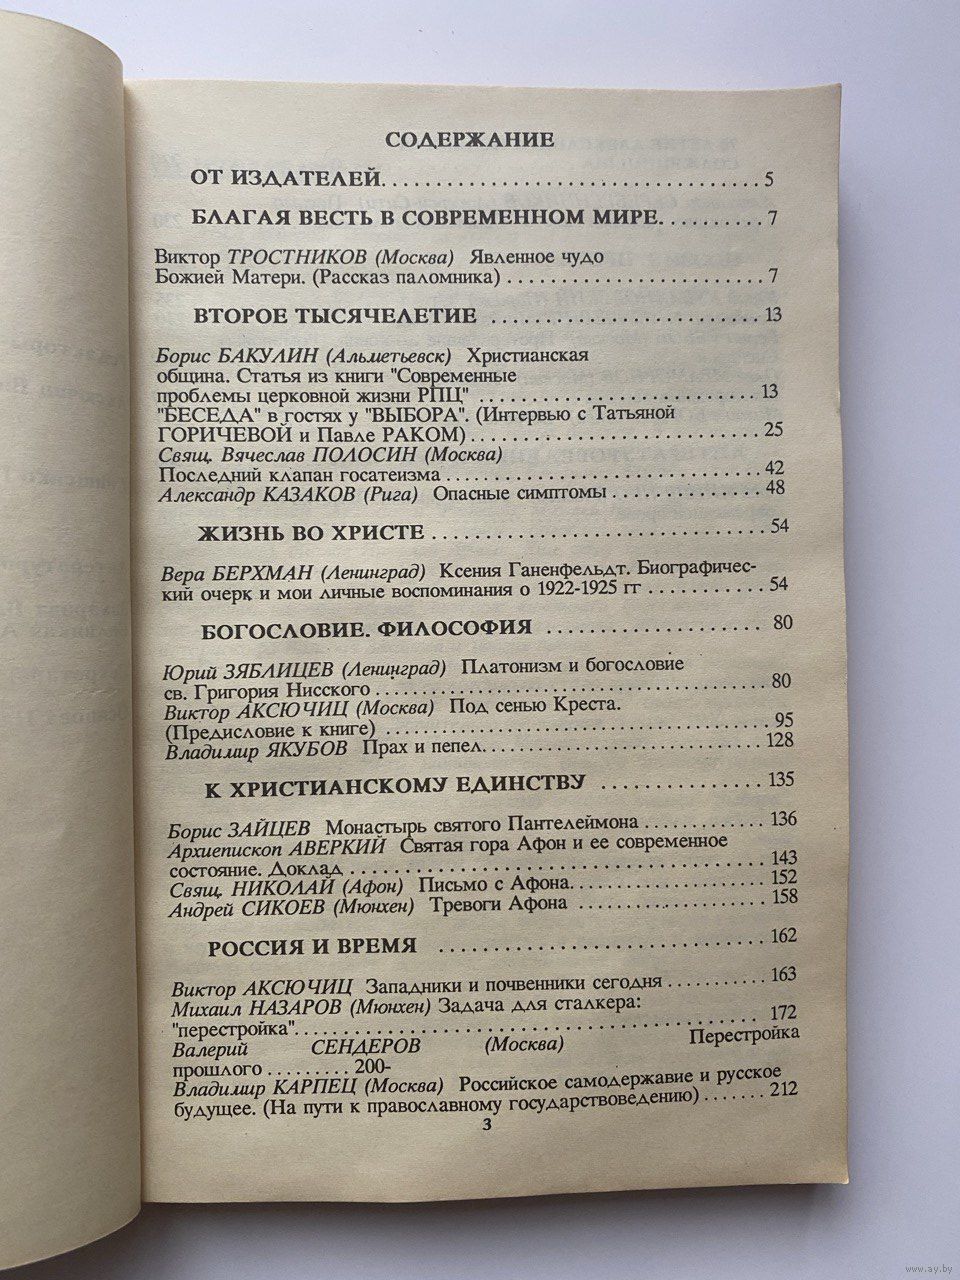 СОДЕРЖАНИЕ
ОТ ИЗДАТЕЛЕЙ. . . . . . . . . . . . . . . . . . . . . . . . . . . . . . . . 5
БЛАГАЯ ВЕСТЬ В СОВРЕМЕННОМ МИРЕ. . . . . . . . . 7
Виктор ТРОСТНИКОВ (Москва) Явленное чудо
Божией Матери. (Рассказ паломника) . . . . . . . . . . . . . . . . . . . . . . 7
ВТОРОЕ ТЫСЯЧЕЛЕТИЕ . . . . . . . . . . . . . . . . . . . . . . . 13
Борис БАКУЛИН (Альметьевск) Христианская
община. Статья из книги "Современные
проблемы церковной жизни РПЦ" . . . . . . . . . . . . . . . . . . . . . . . . 13
"БЕСЕДА" в гостях у "ВЫБОРА". (Интервью с Татьяной
ГОРИЧЕВОЙ и Павле РАКОМ) . . . . . . . . . . . . . . . . . . . . . . . . . 25
Свящ. Вячеслав ПОЛОСИН (Москва)
Последний клапан госатеизма . . . . . . . . . . . . . . . . . . . . . . . . . . . 42
Александр КАЗАКОВ (Рига) Опасные симптомы . . . . . . . . . . . . . 48
ЖИЗНЬ ВО ХРИСТЕ . . . . . . . . . . . . . . . . . . . . . . . . . . . . . 54
Вера БЕРХМАН (Ленинград) Ксения Ганенфельдт. Биографичес-
кий очерк и мои личные воспоминания о 1922-1925 гг . . . . . . . . . . . 54
БОГОСЛОВИЕ. ФИЛОСОФИЯ . . . . . . . . . . . . . . . . . . . 80
Юрий ЗЯБЛИЦЕВ (Ленинград) Платонизм и богословие
св. Григория Нисского . . . . . . . . . . . . . . . . . . . . . . . . . . . . . . . . . 80
Виктор АКСЮЧИЦ (Москва) Под сенью Креста.
(Предисловие к книге) . . . . . . . . . . . . . . . . . . . . . . . . . . . . . . . . 95
Владимир ЯКУБОВ Прах и пепел. . . . . . . . . . . . . . . . . . . . . . . . 128
К ХРИСТИАНСКОМУ ЕДИНСТВУ . . . . . . . . . . . . . . 135
Борис ЗАЙЦЕВ Монастырь святого Пантелеймона . . . . . . . . . . . 136
Архиепископ АВЕРКИЙ Святая гора Афон и ее современное
состояние. Доклад . . . . . . . . . . . . . . . . . . . . . . . . . . . . . . . . . . . . 143
Свящ. НИКОЛАЙ (Афон) Письмо с Афона. . . . . . . . . . . . . . . . . 152
Андрей СИКОЕВ (Мюнхен) Тревоги Афона . . . . . . . . . . . . . . . . 158
РОССИЯ И ВРЕМЯ . . . . . . . . . . . . . . . . . . . . . . . . . . . . . 162
Виктор АКСЮЧИЦ Западники и почвенники сегодня . . . . . . . . . . 163
Михаил НАЗАРОВ (Мюнхен) Задача для сталкера:
"перестройка". . . . . . . . . . . . . . . . . . . . . . . . . . . . . . . . . . . . . . . 172
Валерий СЕНДЕРОВ (Москва) Перестройка
прошлого . . . . . . . . . 200-
Владимир КАРПЕЦ (Москва) Российское самодержавие и русское
будущее. (На пути к православному государствоведению) . . . . . . . 212
3
www.ay.by